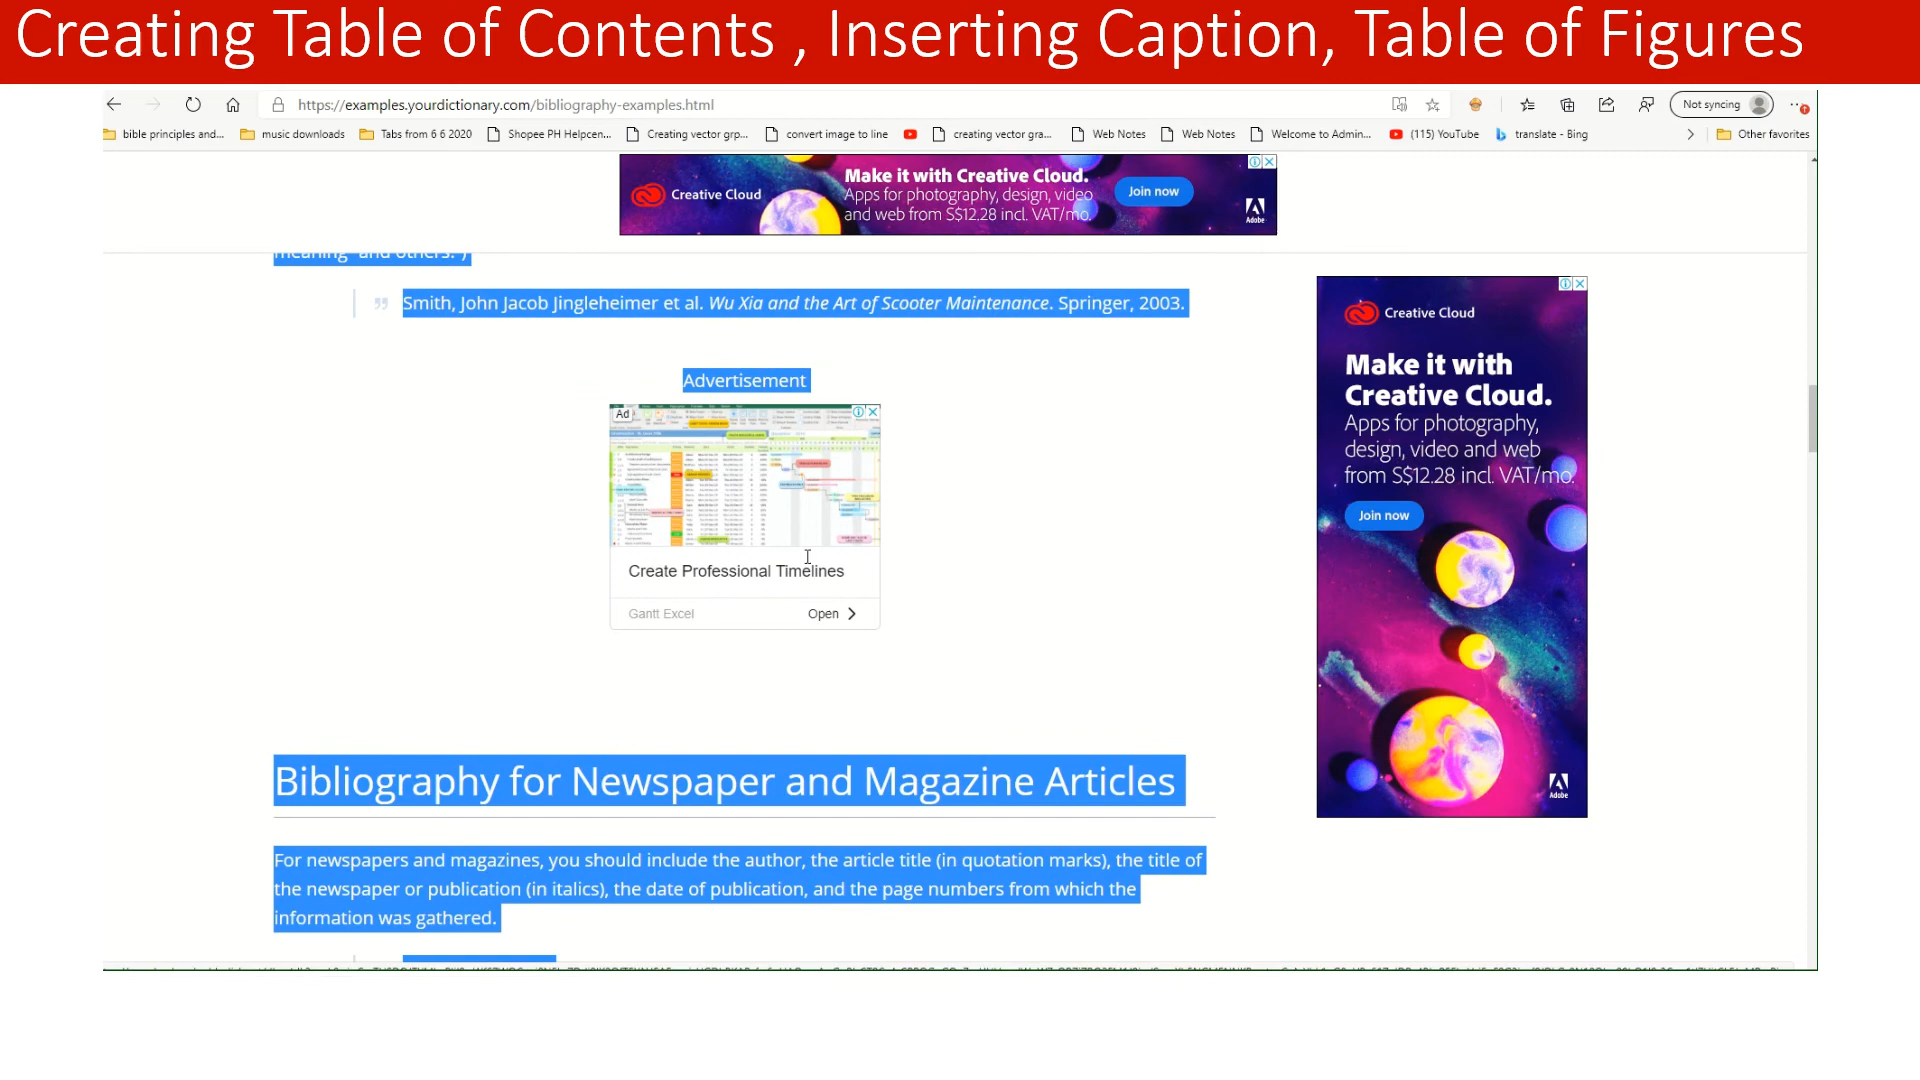 Creating Table of Contents , Inserting Caption, Table of Figures
https://examples.yourdictionary.com/bibliography-examples.html
Not syncing
bible principles and... music downloads Tabs from 6 6 2020 Shopee PH Helpcen... Creating vector grp... convert image to line creating vector gra... Web Notes Web Notes Welcome to Admin... (115) YouTube translate - Bing Other favorites
Creative Cloud
Make it with Creative Cloud.
Apps for photography, design, video
and web from S$12.28 incl. VAT/mo.
Join now
Adobe
meaning "and others.")
Smith, John Jacob Jingleheimer et al. Wu Xia and the Art of Scooter Maintenance. Springer, 2003.
Advertisement
Ad
Create Professional Timelines
Gantt Excel
Open
Creative Cloud
Make it with
Creative Cloud.
Apps for photography,
design, video and web
from S$12.28 incl. VAT/mo.
Join now
Adobe
Bibliography for Newspaper and Magazine Articles
For newspapers and magazines, you should include the author, the article title (in quotation marks), the title of
the newspaper or publication (in italics), the date of publication, and the page numbers from which the
information was gathered.